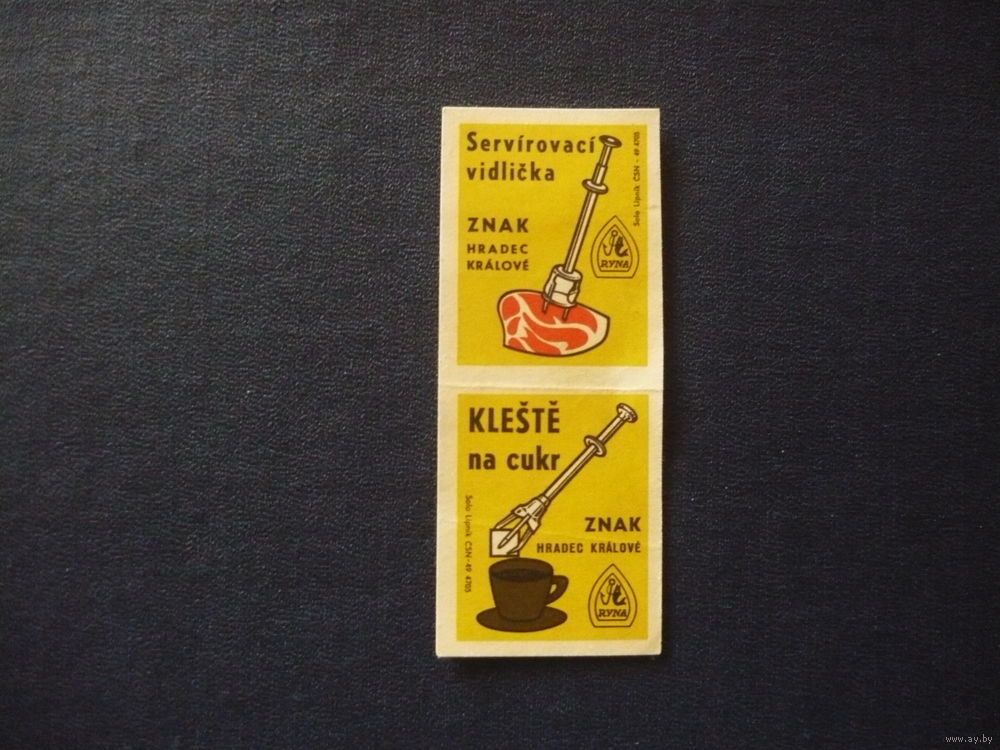 Servírovací
vidlička
ZNAK
HRADEC
KRÁLOVÉ
Solo Lipník ČSN - 49 4705
RYNA
KLEŠTĚ
na cukr
ZNAK
HRADEC KRÁLOVÉ
Solo Lipník ČSN - 49 4705
RYNA
www.ay.by